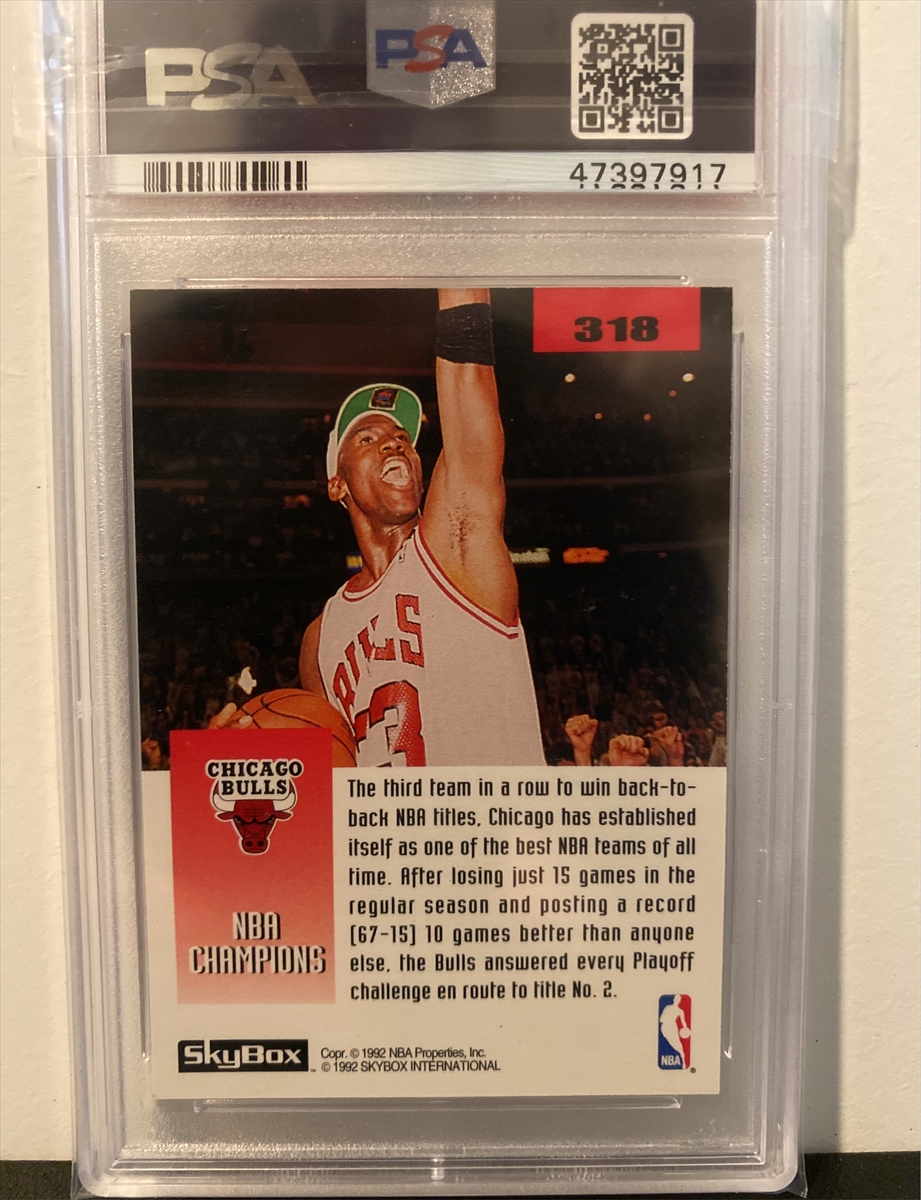 PSA
PSA
47397917
318
BULLS
CHICAGO
BULLS
NBA
CHAMPIONS
The third team in a row to win back-to-
back NBA titles, Chicago has established
itself as one of the best NBA teams of all
time. After losing just 15 games in the
regular season and posting a record
(67-15) 10 games better than anyone
else, the Bulls answered every Playoff
challenge en route to title No. 2.
SkyBox
Copr. © 1992 NBA Properties, Inc.
© 1992 SKYBOX INTERNATIONAL
NBA